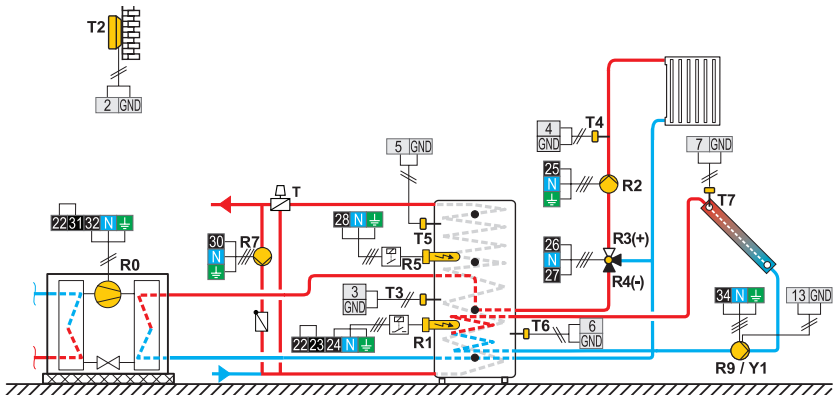 T2
2 GND
4
GND
T4
5 GND
7 GND
25
N
R2
T7
22 31 32 N
28 N
T
T5
30
N
R7
R5
R3(+)
26
N
27
R4(-)
R0
3
GND
T3
34 N
13 GND
T6
6
GND
22 23 24 N
R1
R9 / Y1